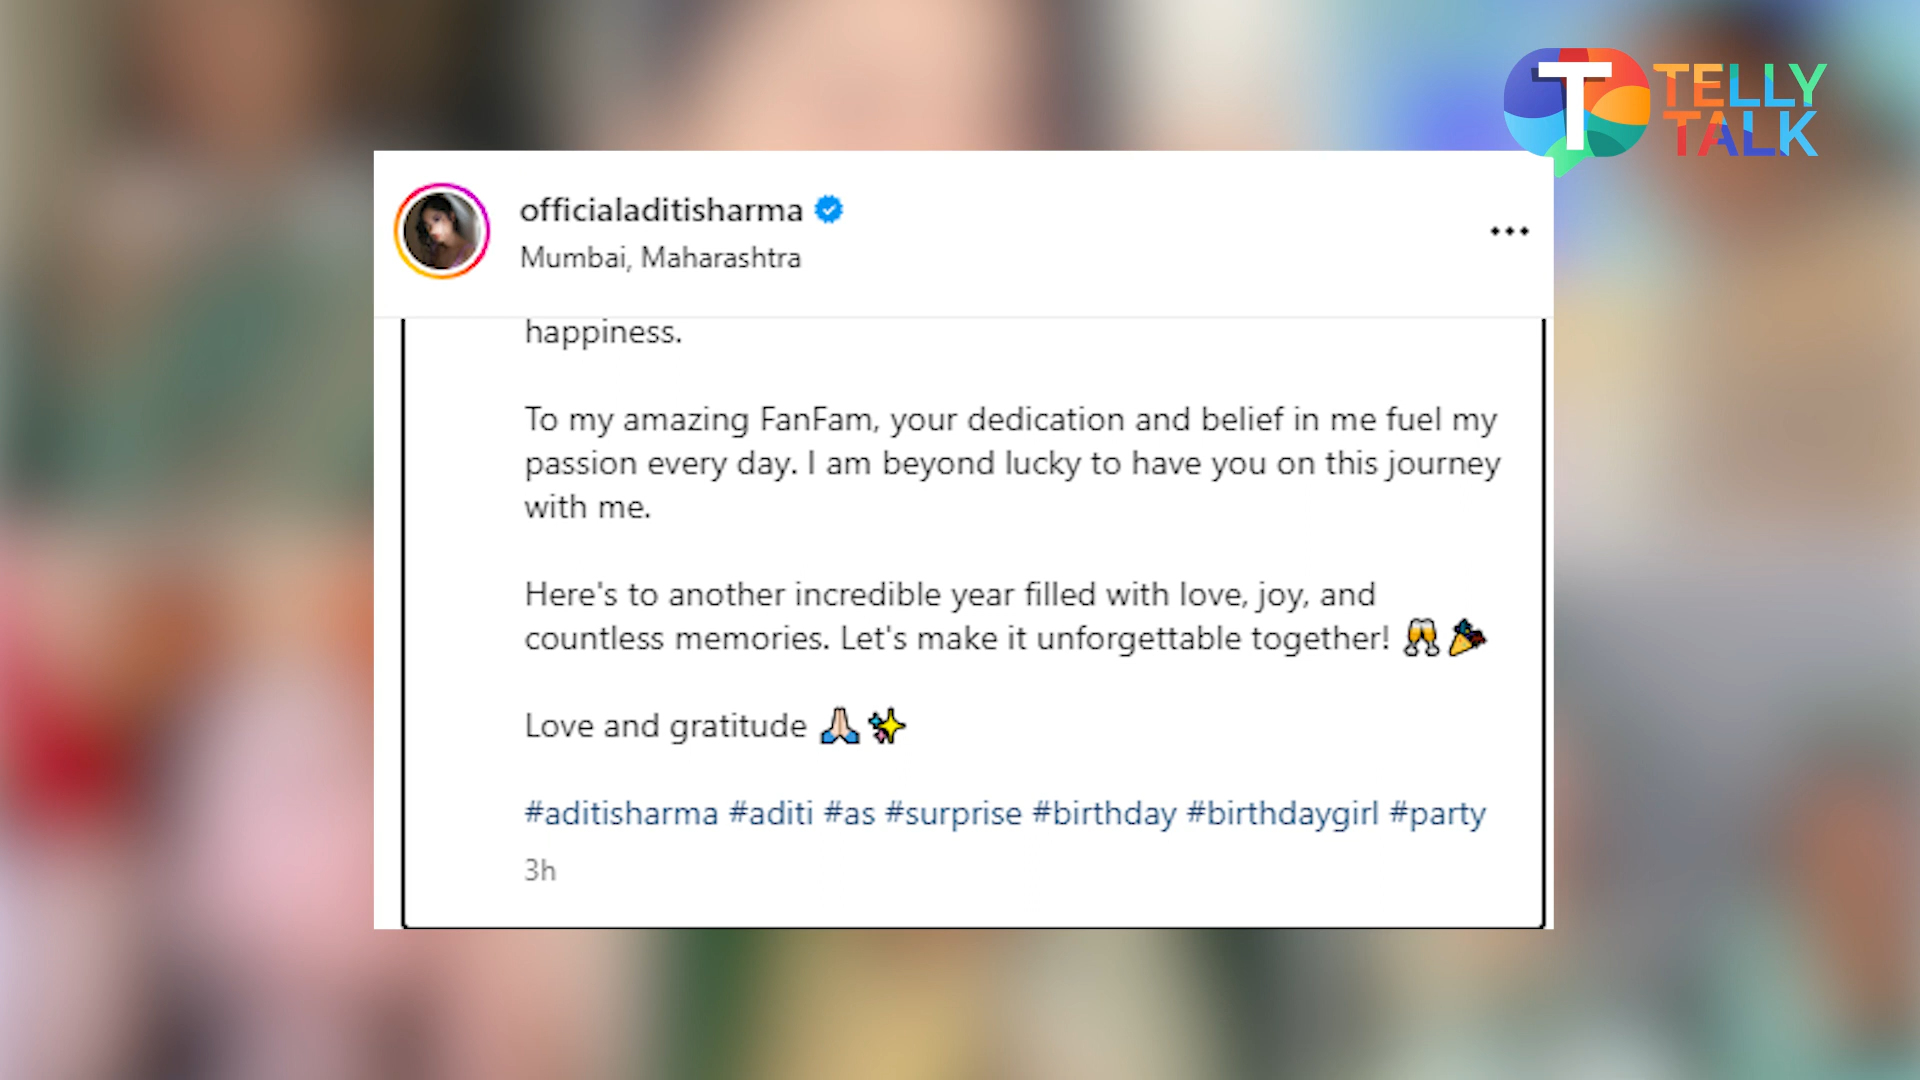 TELLY
TALK
officialaditisharma
Mumbai, Maharashtra
happiness.
To my amazing FanFam, your dedication and belief in me fuel my
passion every day. I am beyond lucky to have you on this journey
with me.
Here's to another incredible year filled with love, joy, and
countless memories. Let's make it unforgettable together! 🥂🎉
Love and gratitude 🙏🏻✨
#aditisharma #aditi #as #surprise #birthday #birthdaygirl #party
3h